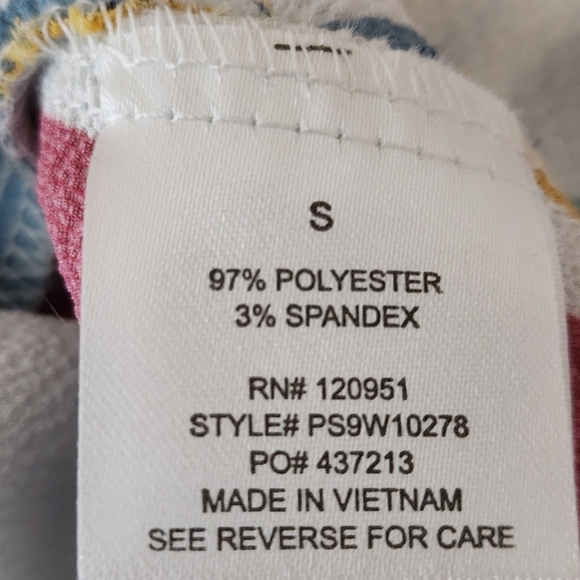 S
97% POLYESTER
3% SPANDEX
RN# 120951
STYLE# PS9W10278
PO# 437213
MADE IN VIETNAM
SEE REVERSE FOR CARE